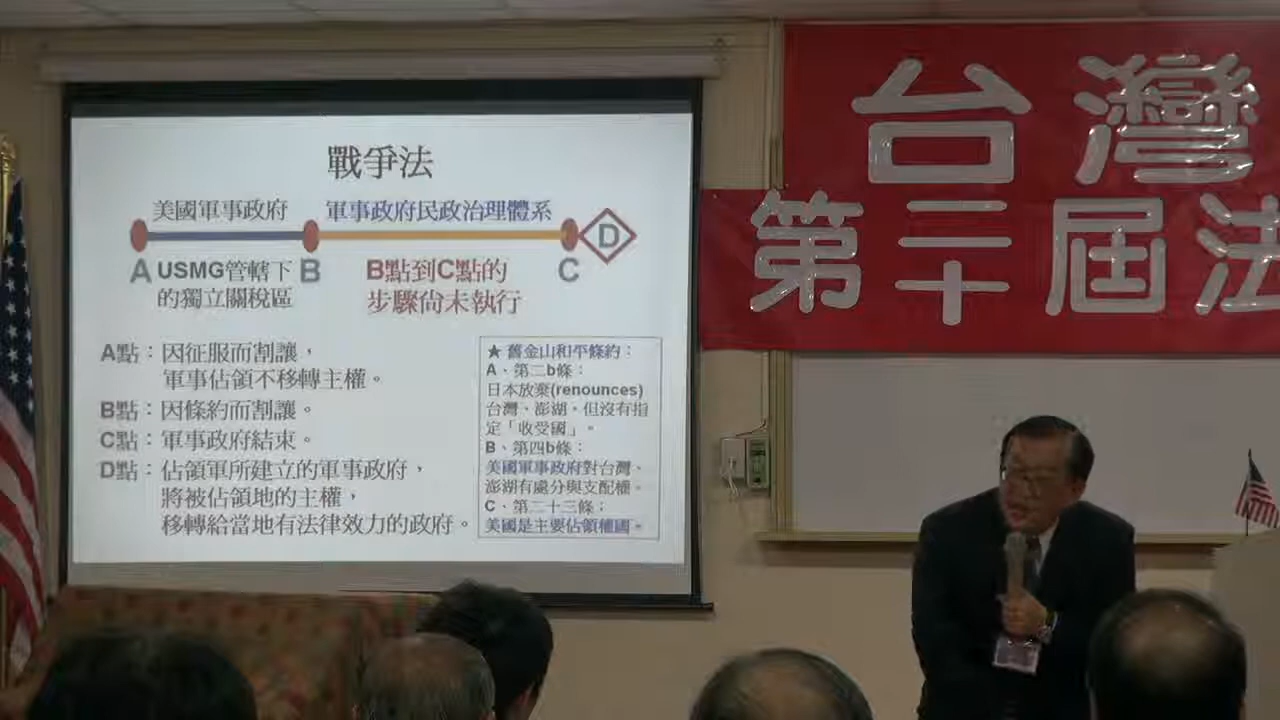 戰爭法
美國軍事政府
軍事政府民政治理體系
A
B
C
D
USMG管轄下
的獨立關稅區
B點到C點的
步驟尚未執行
A點：因征服而割讓，
軍事佔領不移轉主權。
B點：因條約而割讓。
C點：軍事政府結束。
D點：佔領軍所建立的軍事政府，
將被佔領地的主權，
移轉給當地有法律效力的政府。
★ 舊金山和平條約：
A、第二b條：
日本放棄(renounces)
台灣、澎湖，但沒有指
定「收受國」。
B、第四b條：
美國軍事政府對台灣、
澎湖有處分與支配權。
C、第二十三條；
美國是主要佔領權國。
台灣
第二十屆法